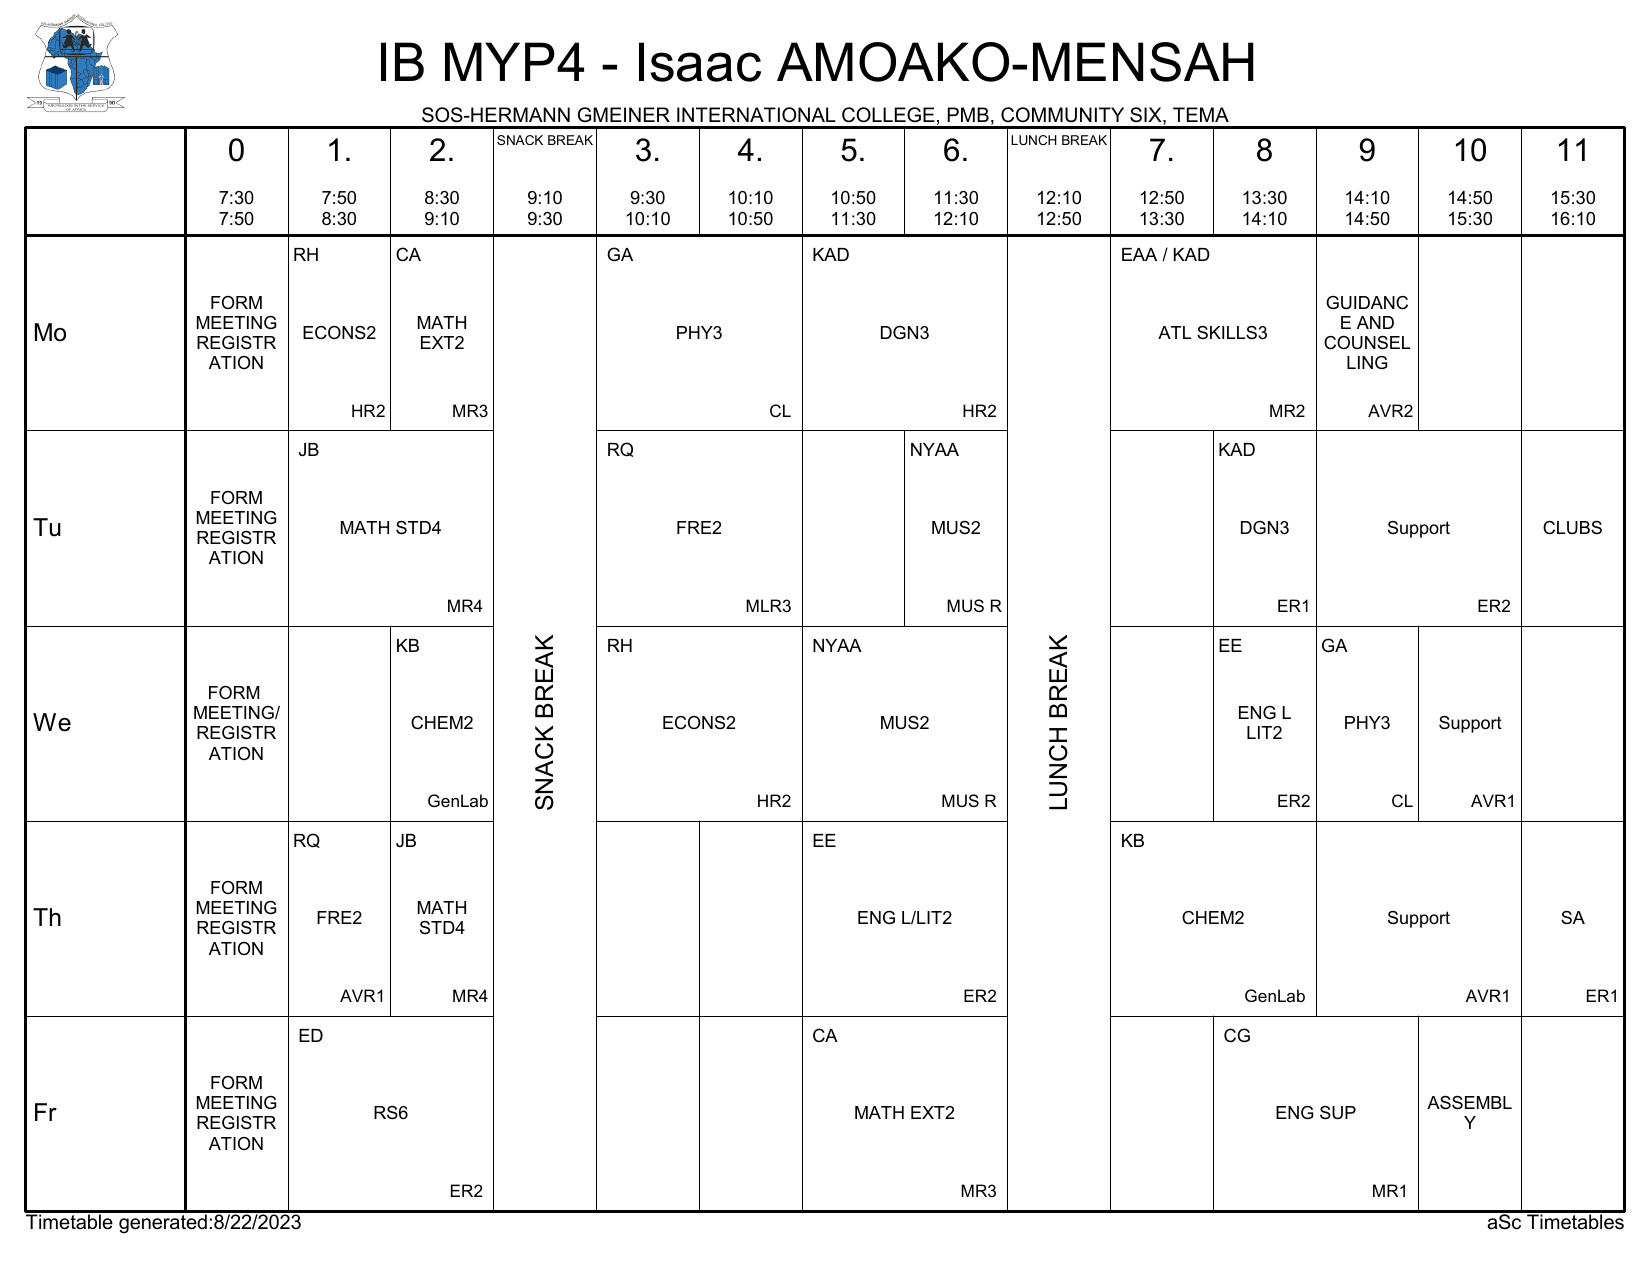 IB MYP4 - Isaac AMOAKO-MENSAH
SOS-HERMANN GMEINER INTERNATIONAL COLLEGE, PMB, COMMUNITY SIX, TEMA
KNOWLEDGE IN THE SERVICE
OF AFRICA
19 90
0 1. 2. SNACK BREAK 3. 4. 5. 6. LUNCH BREAK 7. 8 9 10 11
7:30 7:50 8:30 9:10 9:30 10:10 10:50 11:30 12:10 12:50 13:30 14:10 14:50 15:30
7:50 8:30 9:10 9:30 10:10 10:50 11:30 12:10 12:50 13:30 14:10 14:50 15:30 16:10
Mo
FORM
MEETING
REGISTR
ATION
RH
ECONS2
HR2
CA
MATH
EXT2
MR3
GA
PHY3
CL
KAD
DGN3
HR2
EAA / KAD
ATL SKILLS3
MR2
GUIDANC
E AND
COUNSEL
LING
AVR2
Tu
FORM
MEETING
REGISTR
ATION
JB
MATH STD4
MR4
RQ
FRE2
MLR3
NYAA
MUS2
MUS R
KAD
DGN3
ER1
Support
ER2
CLUBS
We
FORM
MEETING/
REGISTR
ATION
KB
CHEM2
GenLab
SNACK BREAK
RH
ECONS2
HR2
NYAA
MUS2
MUS R
LUNCH BREAK
EE
ENG L
LIT2
ER2
GA
PHY3
CL
Support
AVR1
Th
FORM
MEETING
REGISTR
ATION
RQ
FRE2
AVR1
JB
MATH
STD4
MR4
EE
ENG L/LIT2
ER2
KB
CHEM2
GenLab
Support
AVR1
SA
ER1
Fr
FORM
MEETING
REGISTR
ATION
ED
RS6
ER2
CA
MATH EXT2
MR3
CG
ENG SUP
MR1
ASSEMBL
Y
Timetable generated:8/22/2023
aSc Timetables